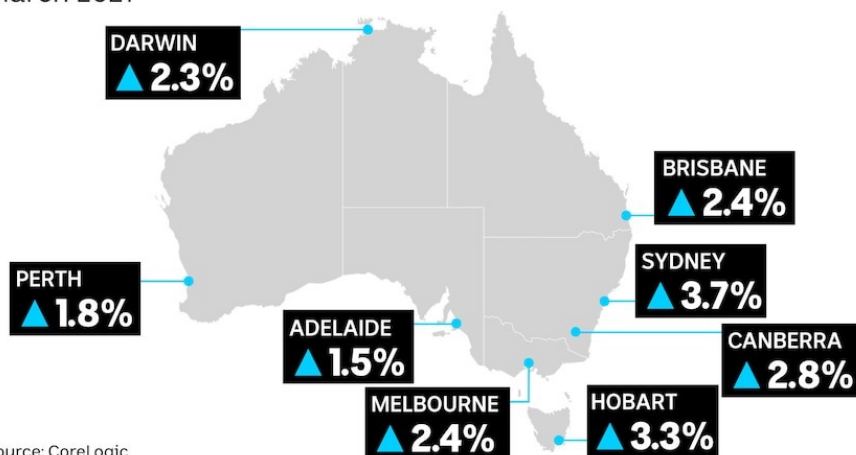 DARWIN
▲ 2.3%
BRISBANE
▲ 2.4%
SYDNEY
▲ 3.7%
PERTH
▲ 1.8%
ADELAIDE
▲ 1.5%
CANBERRA
▲ 2.8%
MELBOURNE
▲ 2.4%
HOBART
▲ 3.3%
CoreLogic